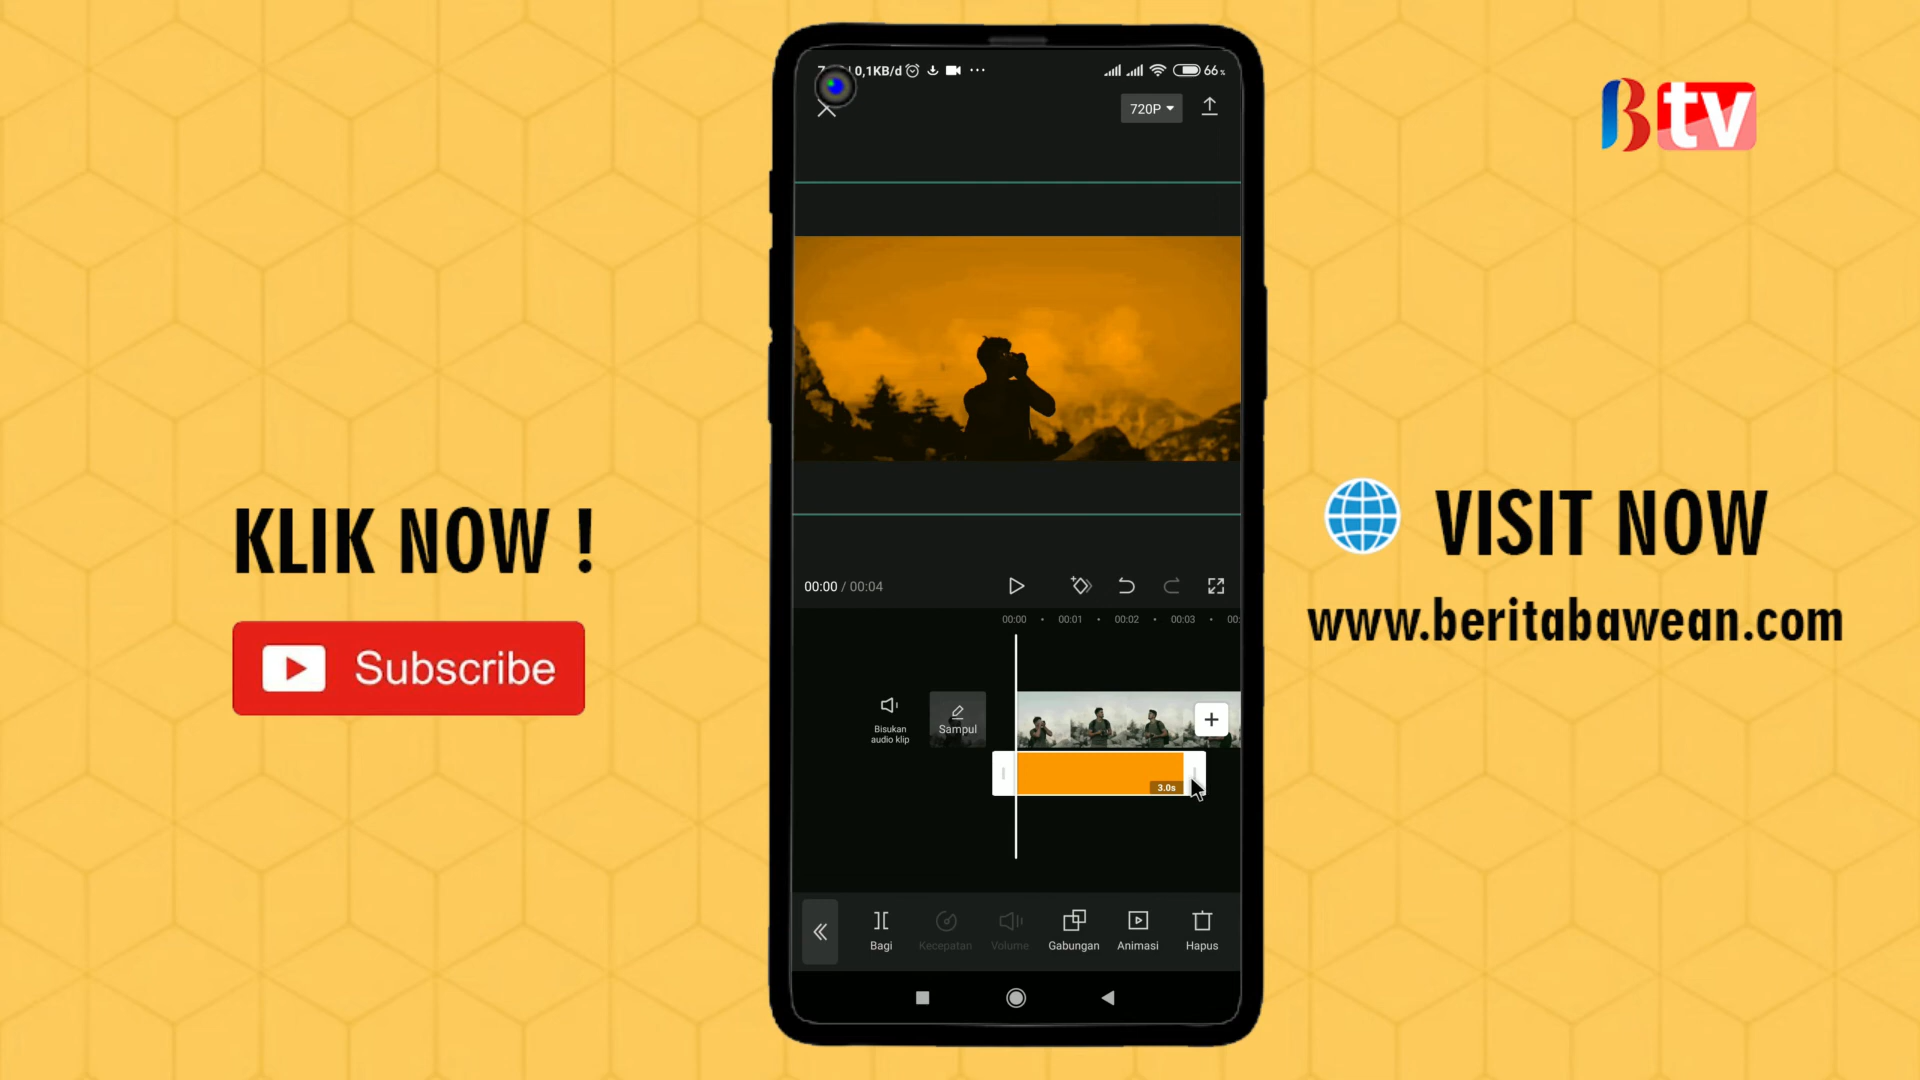 0,1KB/d
66%
720P
B tv
KLIK NOW !
Subscribe
VISIT NOW
www.beritabawean.com
00:00 / 00:04
00:00 • 00:01 • 00:02 • 00:03 • 00:
Bisukan
audio klip
Sampul
3.0s
Bagi
Kecepatan
Volume
Gabungan
Animasi
Hapus